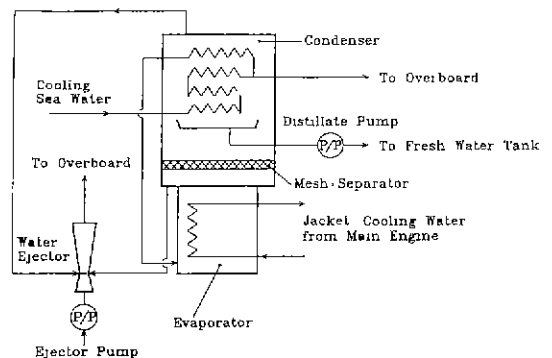 Condenser
To Overboard
Cooling
Sea Water
Distillate Pump
P/P
To Fresh Water Tank
To Overboard
Mesh-Separator
Jacket Cooling Water
from Main Engine
Water
Ejector
P/P
Evaporator
Ejector Pump